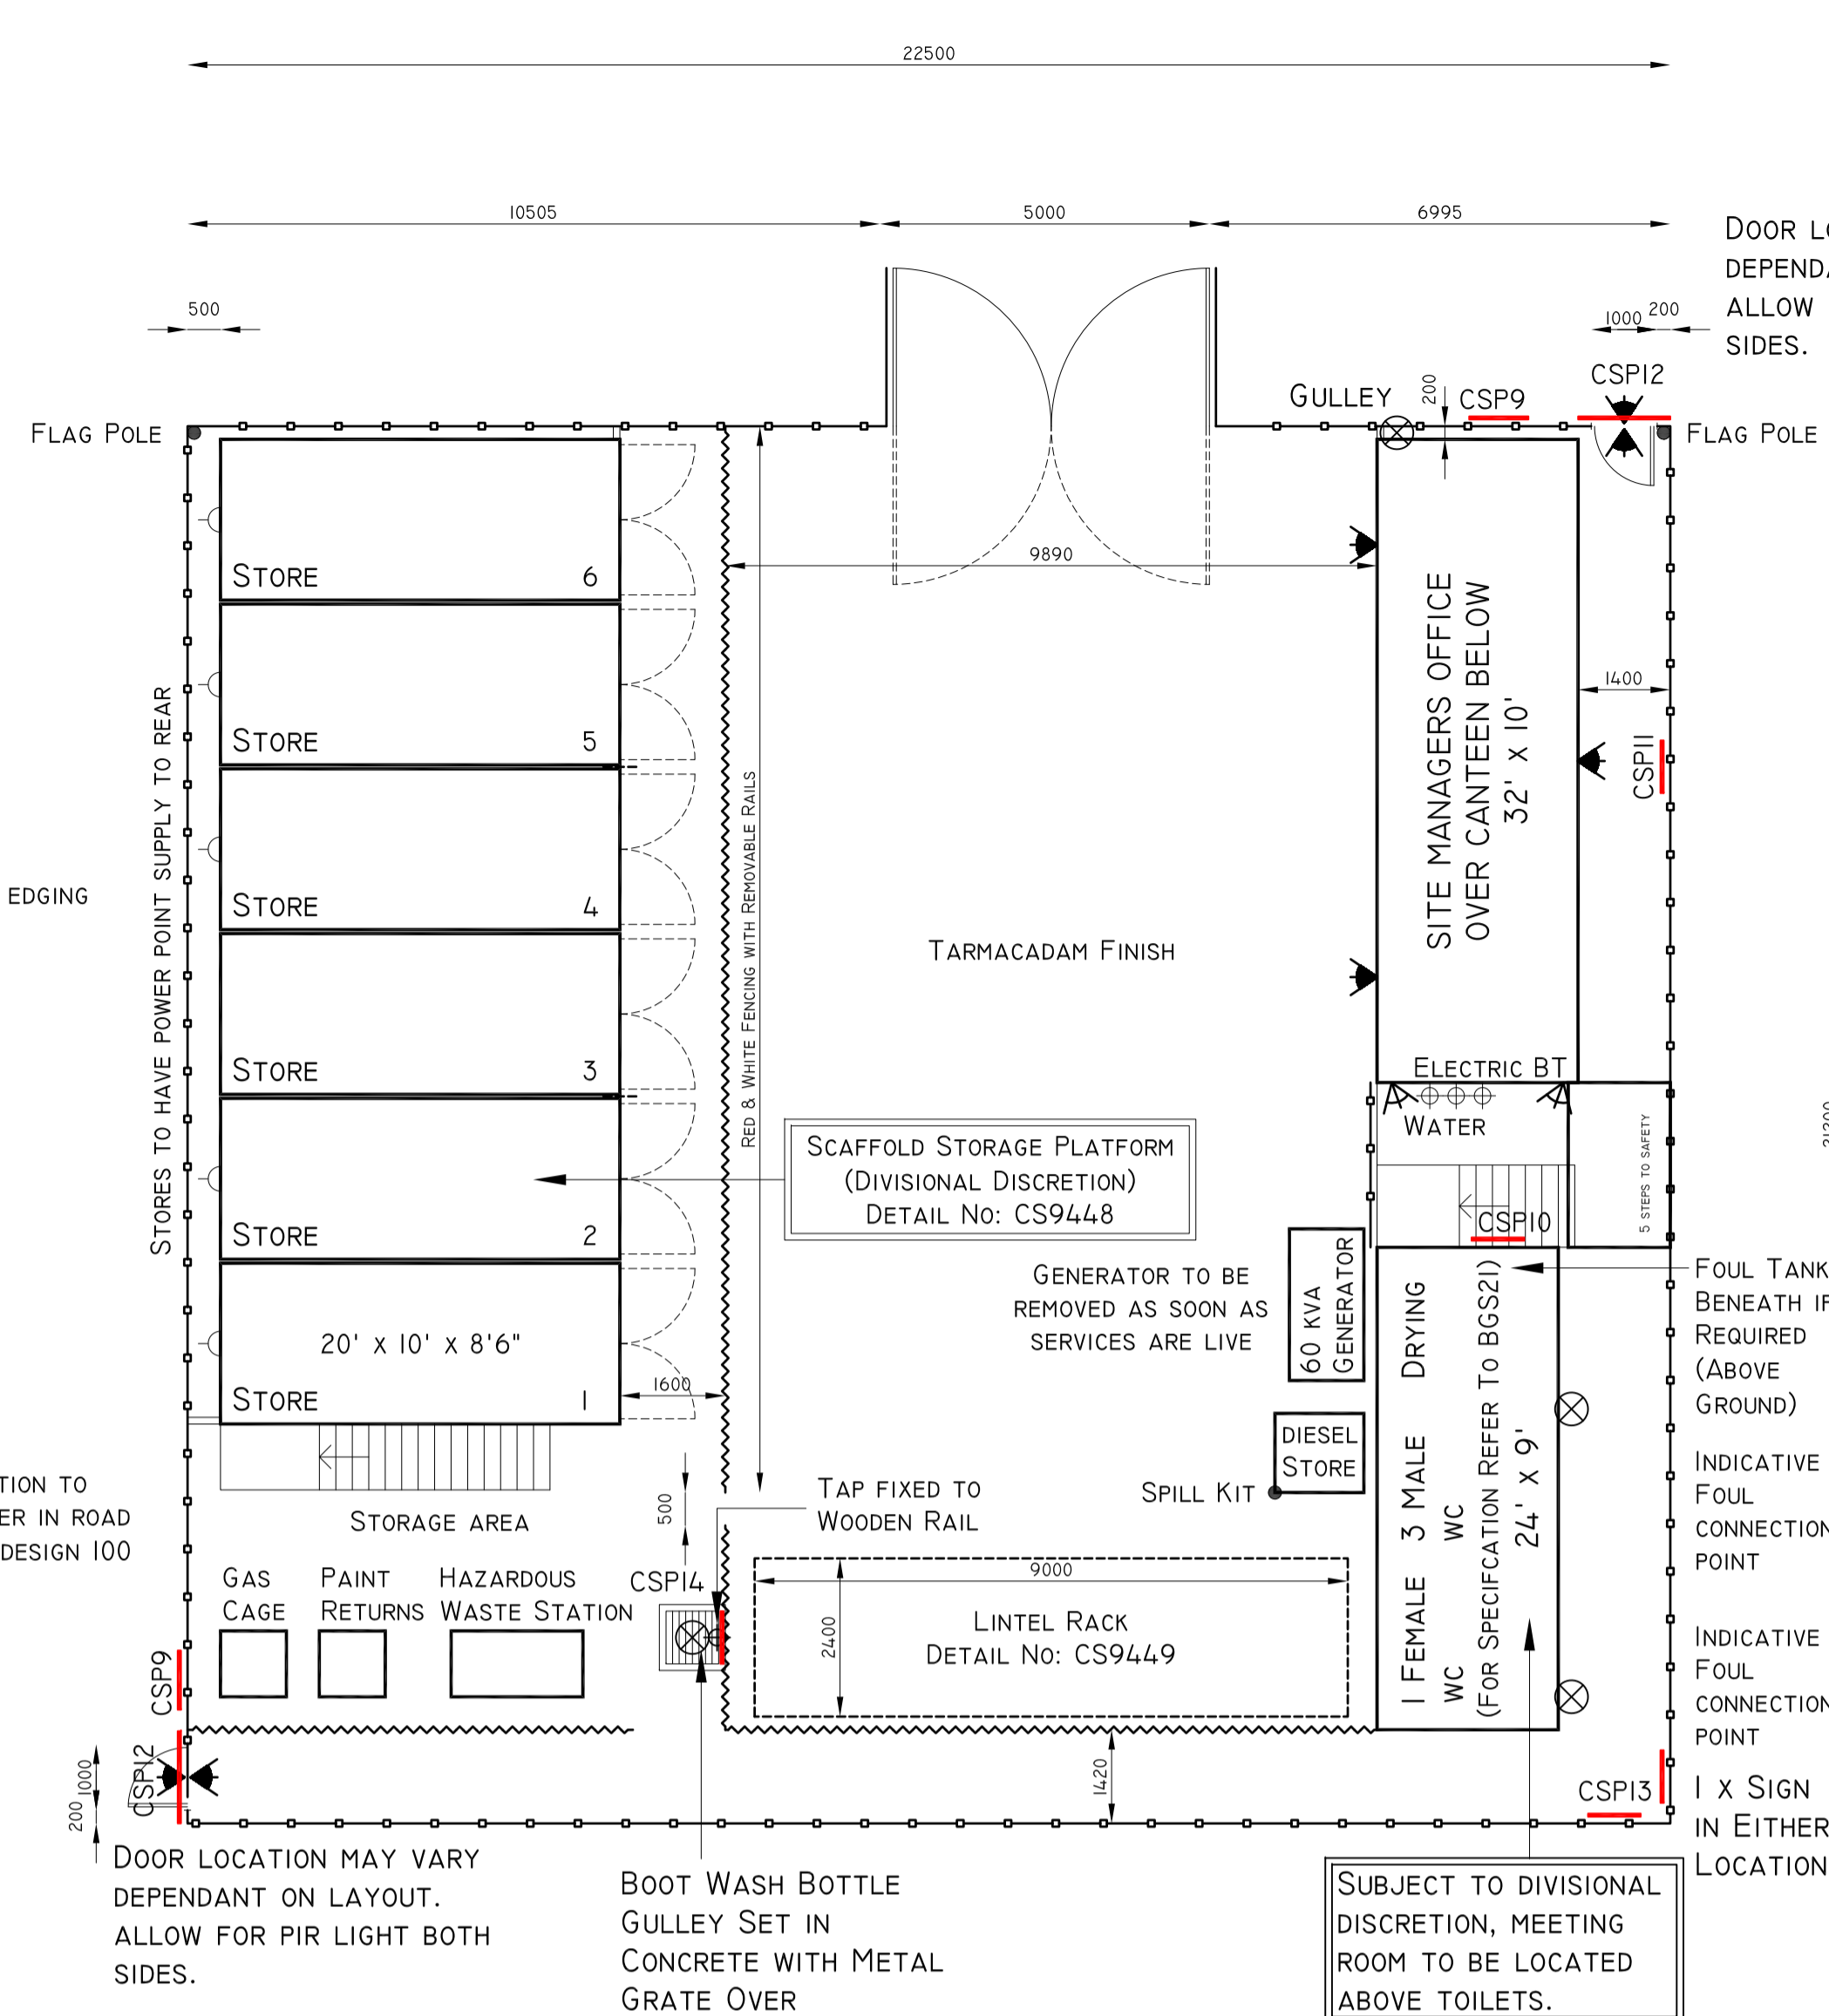 22500
10505
5000
6995
500
1000
200
DOOR LO
DEPENDA
ALLOW
SIDES.
GULLEY
200
CSP9
CSP12
FLAG POLE
FLAG POLE
STORE 6
STORE 5
STORE 4
STORE 3
STORE 2
20' X 10' X 8'6"
STORE 1
STORES TO HAVE POWER POINT SUPPLY TO REAR
EDGING
RED & WHITE FENCING WITH REMOVABLE RAILS
9890
TARMACADAM FINISH
SITE MANAGERS OFFICE
OVER CANTEEN BELOW
32' X 10'
1400
CSP11
ELECTRIC BT
WATER
5 STEPS TO SAFETY
CSP10
SCAFFOLD STORAGE PLATFORM
(DIVISIONAL DISCRETION)
DETAIL NO: CS9448
GENERATOR TO BE
REMOVED AS SOON AS
SERVICES ARE LIVE
60 KVA
GENERATOR
DIESEL
STORE
SPILL KIT
1 FEMALE 3 MALE DRYING
WC WC
(FOR SPECIFCATION REFER TO BGS21)
24' X 9'
FOUL TANK
BENEATH IF
REQUIRED
(ABOVE
GROUND)
INDICATIVE
FOUL
CONNECTION
POINT
INDICATIVE
FOUL
CONNECTION
POINT
1600
500
TAP FIXED TO
WOODEN RAIL
TION TO
ER IN ROAD
DESIGN 100
STORAGE AREA
GAS
CAGE
PAINT
RETURNS
HAZARDOUS
WASTE STATION
CSP14
9000
2400
LINTEL RACK
DETAIL NO: CS9449
CSP9
CSP12
1000
200
1420
CSP13
1 X SIGN
IN EITHER
LOCATION
DOOR LOCATION MAY VARY
DEPENDANT ON LAYOUT.
ALLOW FOR PIR LIGHT BOTH
SIDES.
BOOT WASH BOTTLE
GULLEY SET IN
CONCRETE WITH METAL
GRATE OVER
SUBJECT TO DIVISIONAL
DISCRETION, MEETING
ROOM TO BE LOCATED
ABOVE TOILETS.